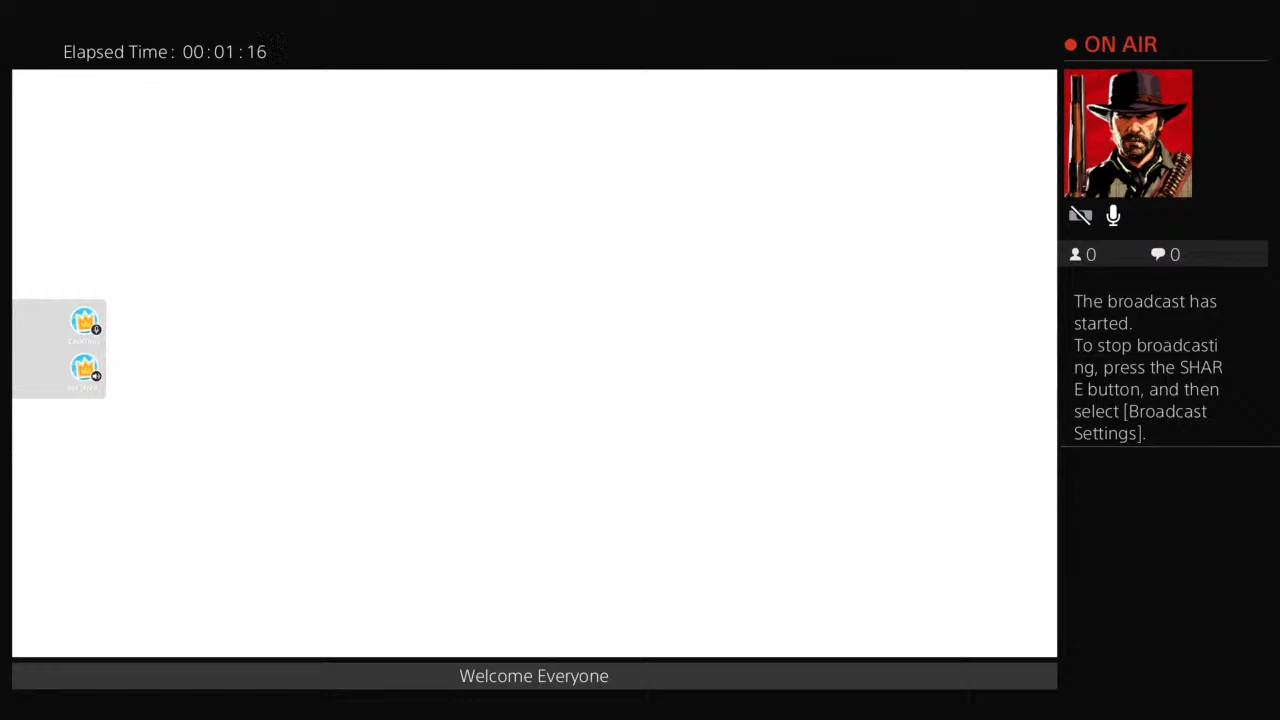 Elapsed Time: 00:01:16
ON AIR
0 0
The broadcast has
started.
To stop broadcasti
ng, press the SHAR
E button, and then
select [Broadcast
Settings].
Welcome Everyone